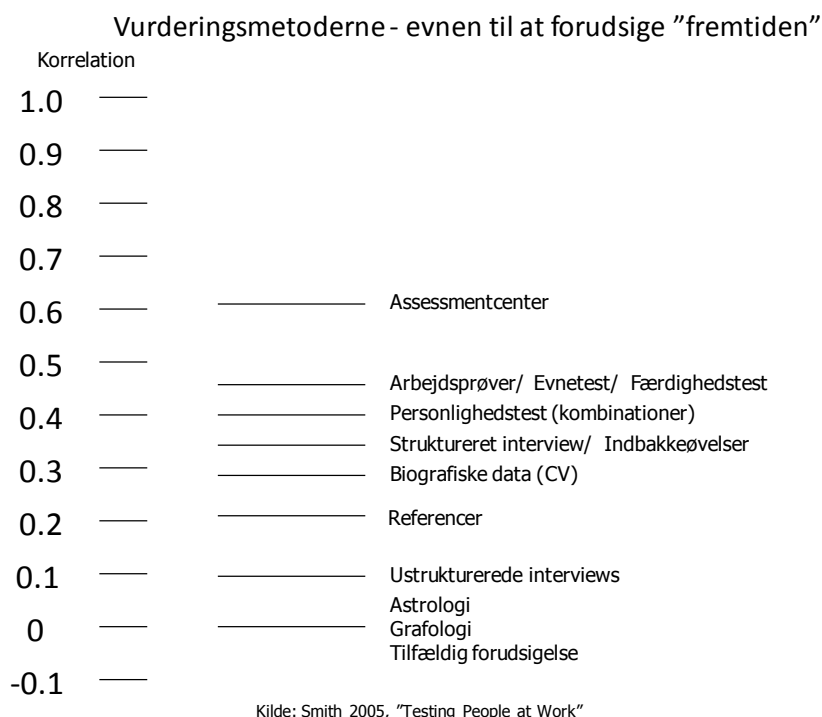 Vurderingsmetoderne - evnen til at forudsige ”fremtiden”
Korrelation
1.0
0.9
0.8
0.7
0.6 Assessmentcenter
0.5
Arbejdsprøver/ Evnetest/ Færdighedstest
0.4 Personlighedstest (kombinationer)
Struktureret interview/ Indbakkeøvelser
0.3 Biografiske data (CV)
0.2 Referencer
0.1 Ustrukturerede interviews
Astrologi
0 Grafologi
Tilfældig forudsigelse
-0.1
Kilde: Smith 2005, ”Testing People at Work”